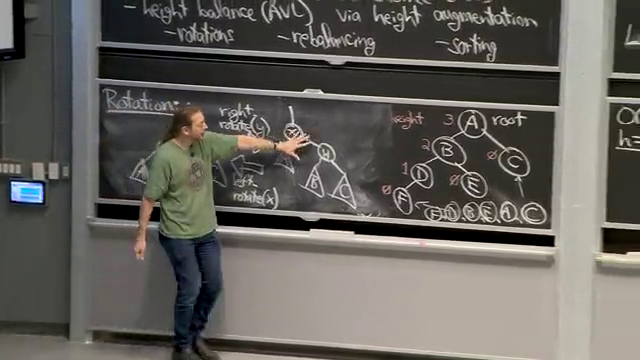 - height balance (AVL) via height augmentation
- rotations - rebalancing - sorting
Rotation
right
rotate(y)
left
rotate(x)
X
y
B C
height 3 A root
2 B 0 C
1 D 0 E
0 F
F D B E A C
h=